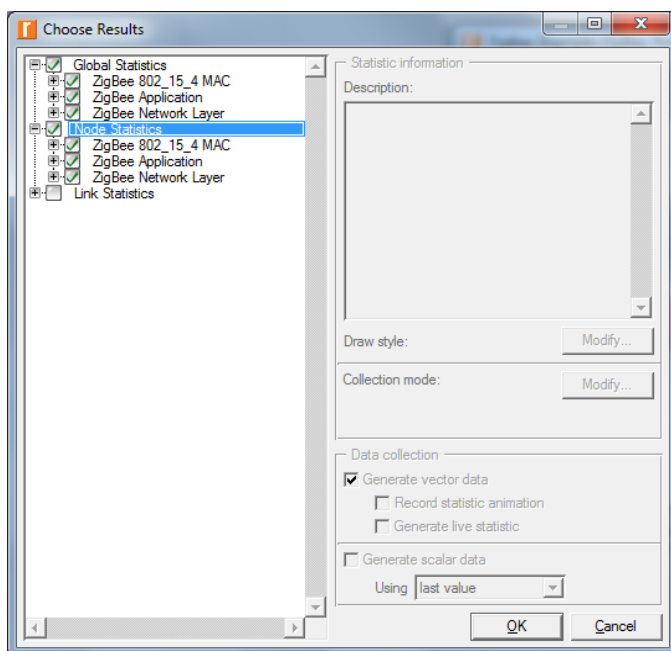 Choose Results
Global Statistics
ZigBee 802_15_4 MAC
ZigBee Application
ZigBee Network Layer
Node Statistics
ZigBee 802_15_4 MAC
ZigBee Application
ZigBee Network Layer
Link Statistics
Statistic information
Description:
Draw style:
Modify...
Collection mode:
Modify...
Data collection
Generate vector data
Record statistic animation
Generate live statistic
Generate scalar data
Using last value
OK
Cancel